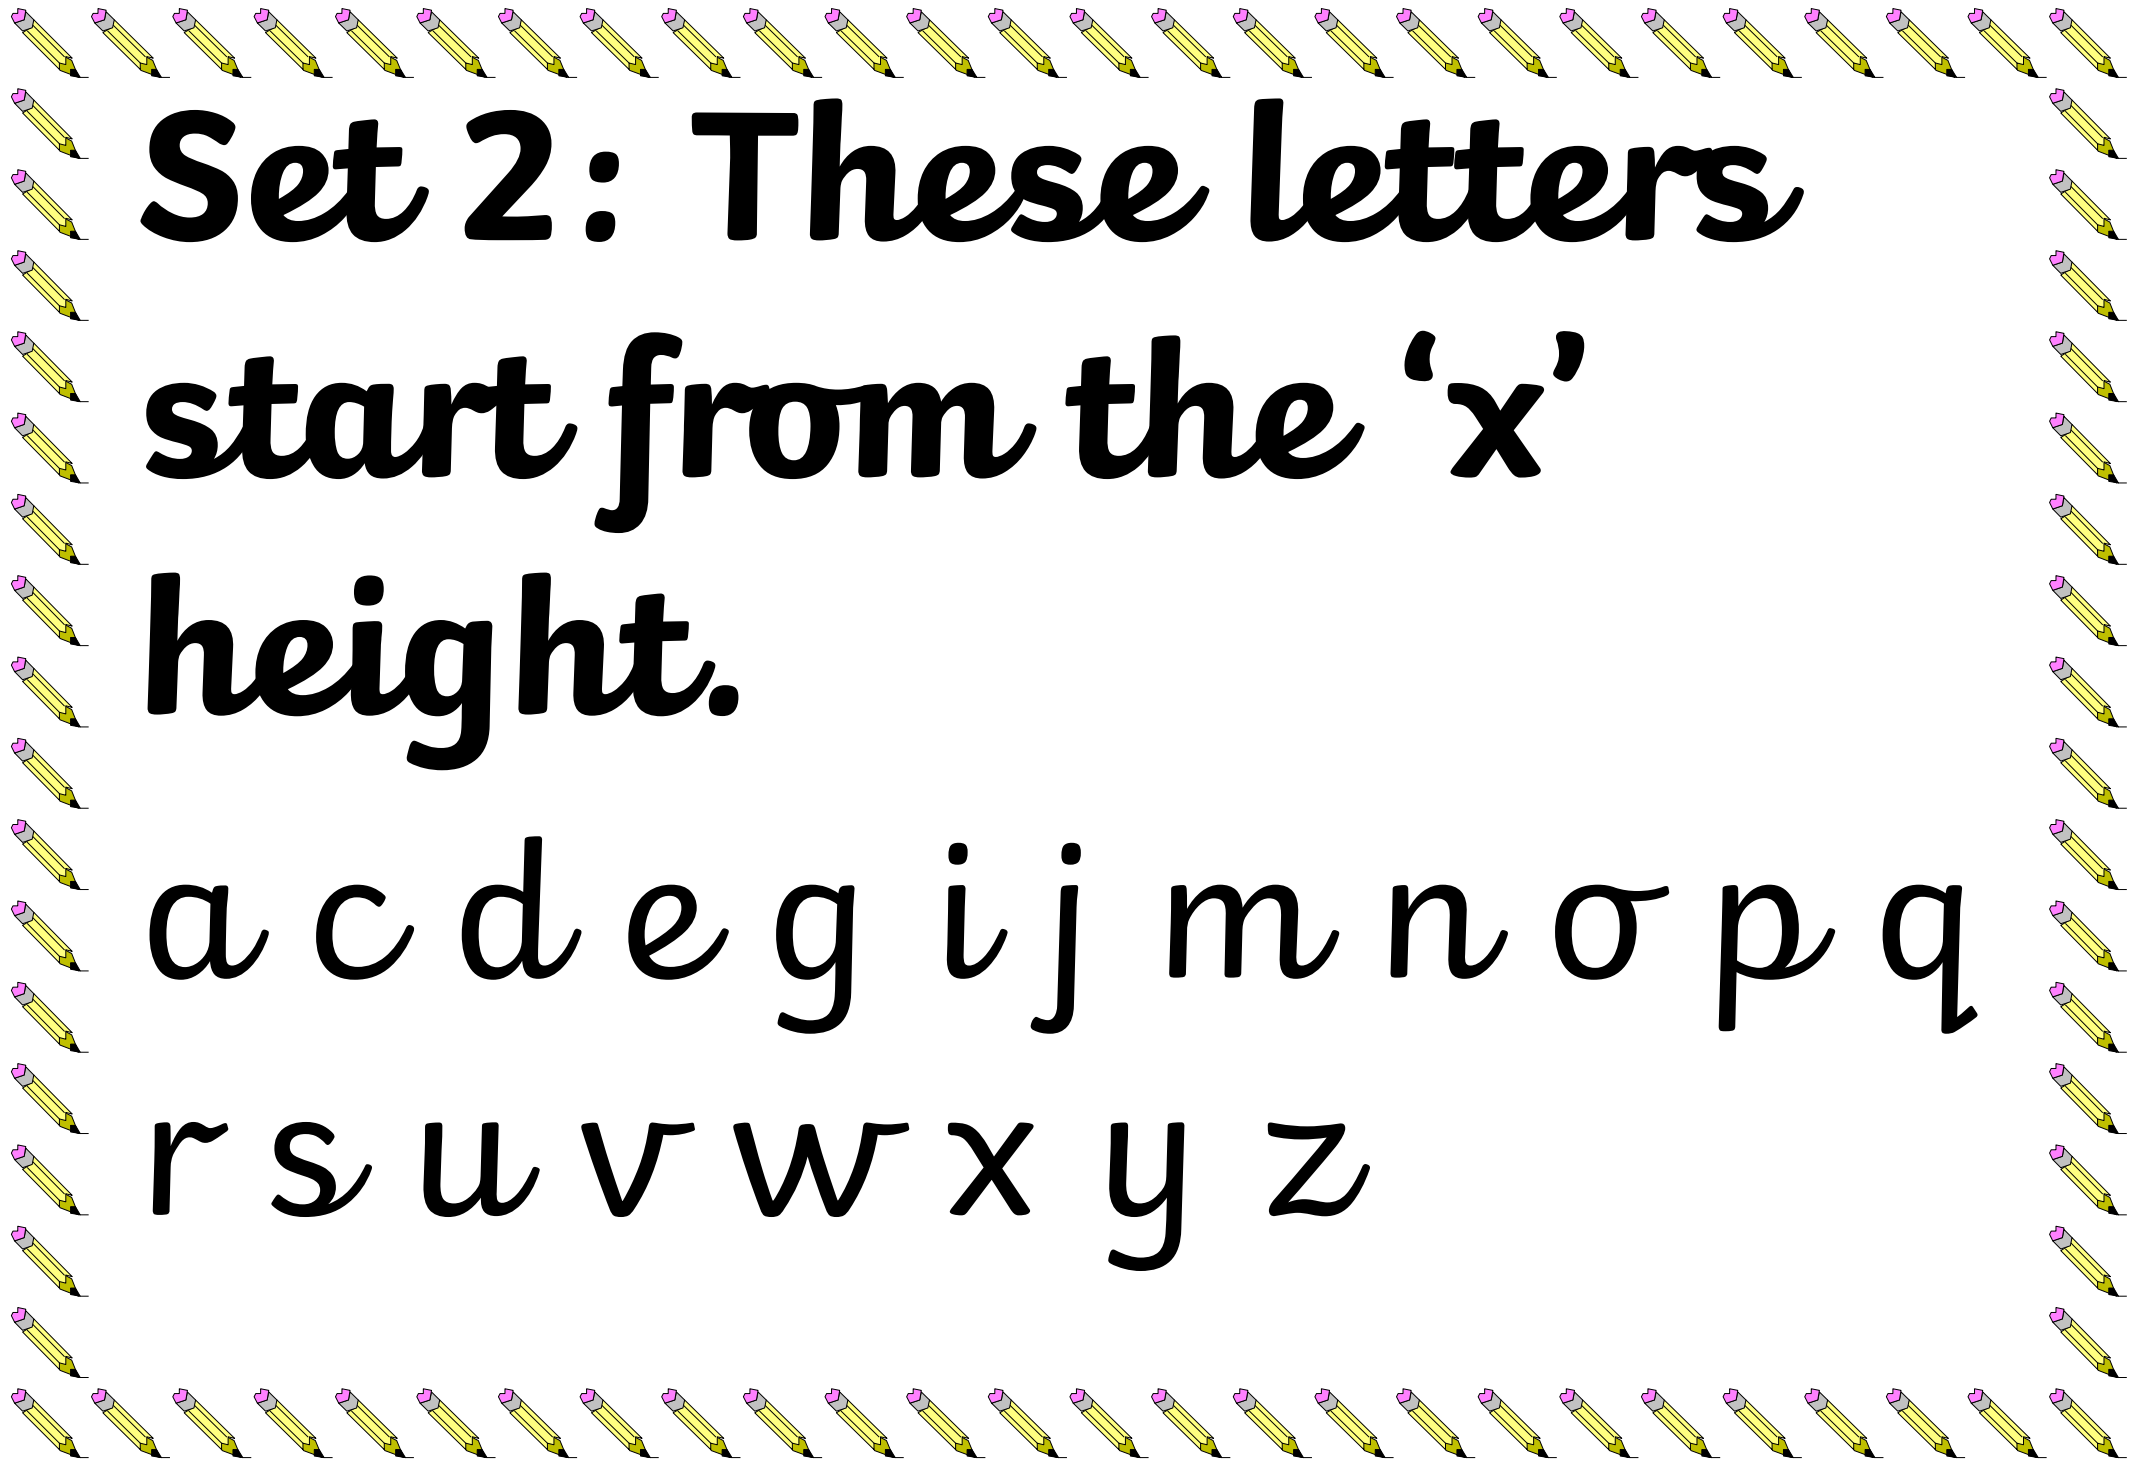 Set 2: These letters
start from the ‘x’
height.
a c d e g i j m n o p q
r s u v w x y z